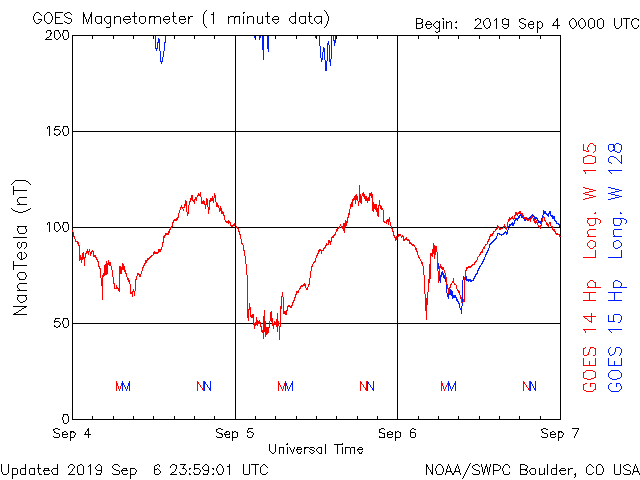 GOES Magnetometer (1 minute data)
Begin: 2019 Sep 4 0000 UTC
200
150
100
50
0
NanoTesla (nT)
M M N N M M N N M M N N
Sep 4 Sep 5 Sep 6 Sep 7
Universal Time
GOES 14 Hp Long. W 105
GOES 15 Hp Long. W 128
Updated 2019 Sep 6 23:59:01 UTC
NOAA/SWPC Boulder, CO USA